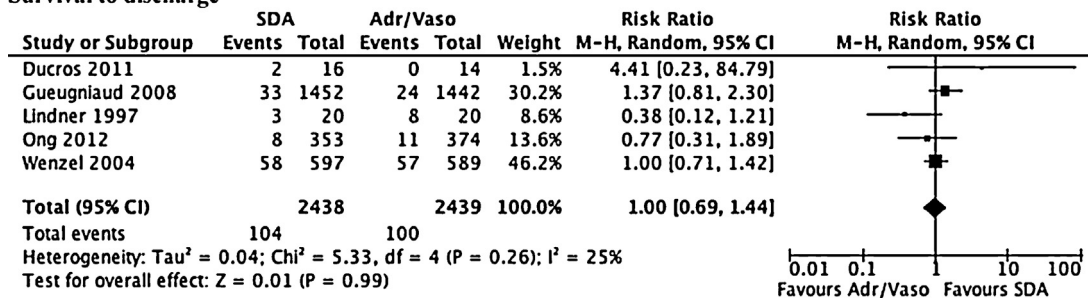 Survival to discharge
SDA Adr/Vaso Risk Ratio Risk Ratio
Study or Subgroup Events Total Events Total Weight M-H, Random, 95% CI M-H, Random, 95% CI
Ducros 2011 2 16 0 14 1.5% 4.41 [0.23, 84.79]
Gueugniaud 2008 33 1452 24 1442 30.2% 1.37 [0.81, 2.30]
Lindner 1997 3 20 8 20 8.6% 0.38 [0.12, 1.21]
Ong 2012 8 353 11 374 13.6% 0.77 [0.31, 1.89]
Wenzel 2004 58 597 57 589 46.2% 1.00 [0.71, 1.42]
Total (95% CI) 2438 2439 100.0% 1.00 [0.69, 1.44]
Total events 104 100
Heterogeneity: Tau² = 0.04; Chi² = 5.33, df = 4 (P = 0.26); I² = 25%
Test for overall effect: Z = 0.01 (P = 0.99)
0.01 0.1 1 10 100
Favours Adr/Vaso Favours SDA